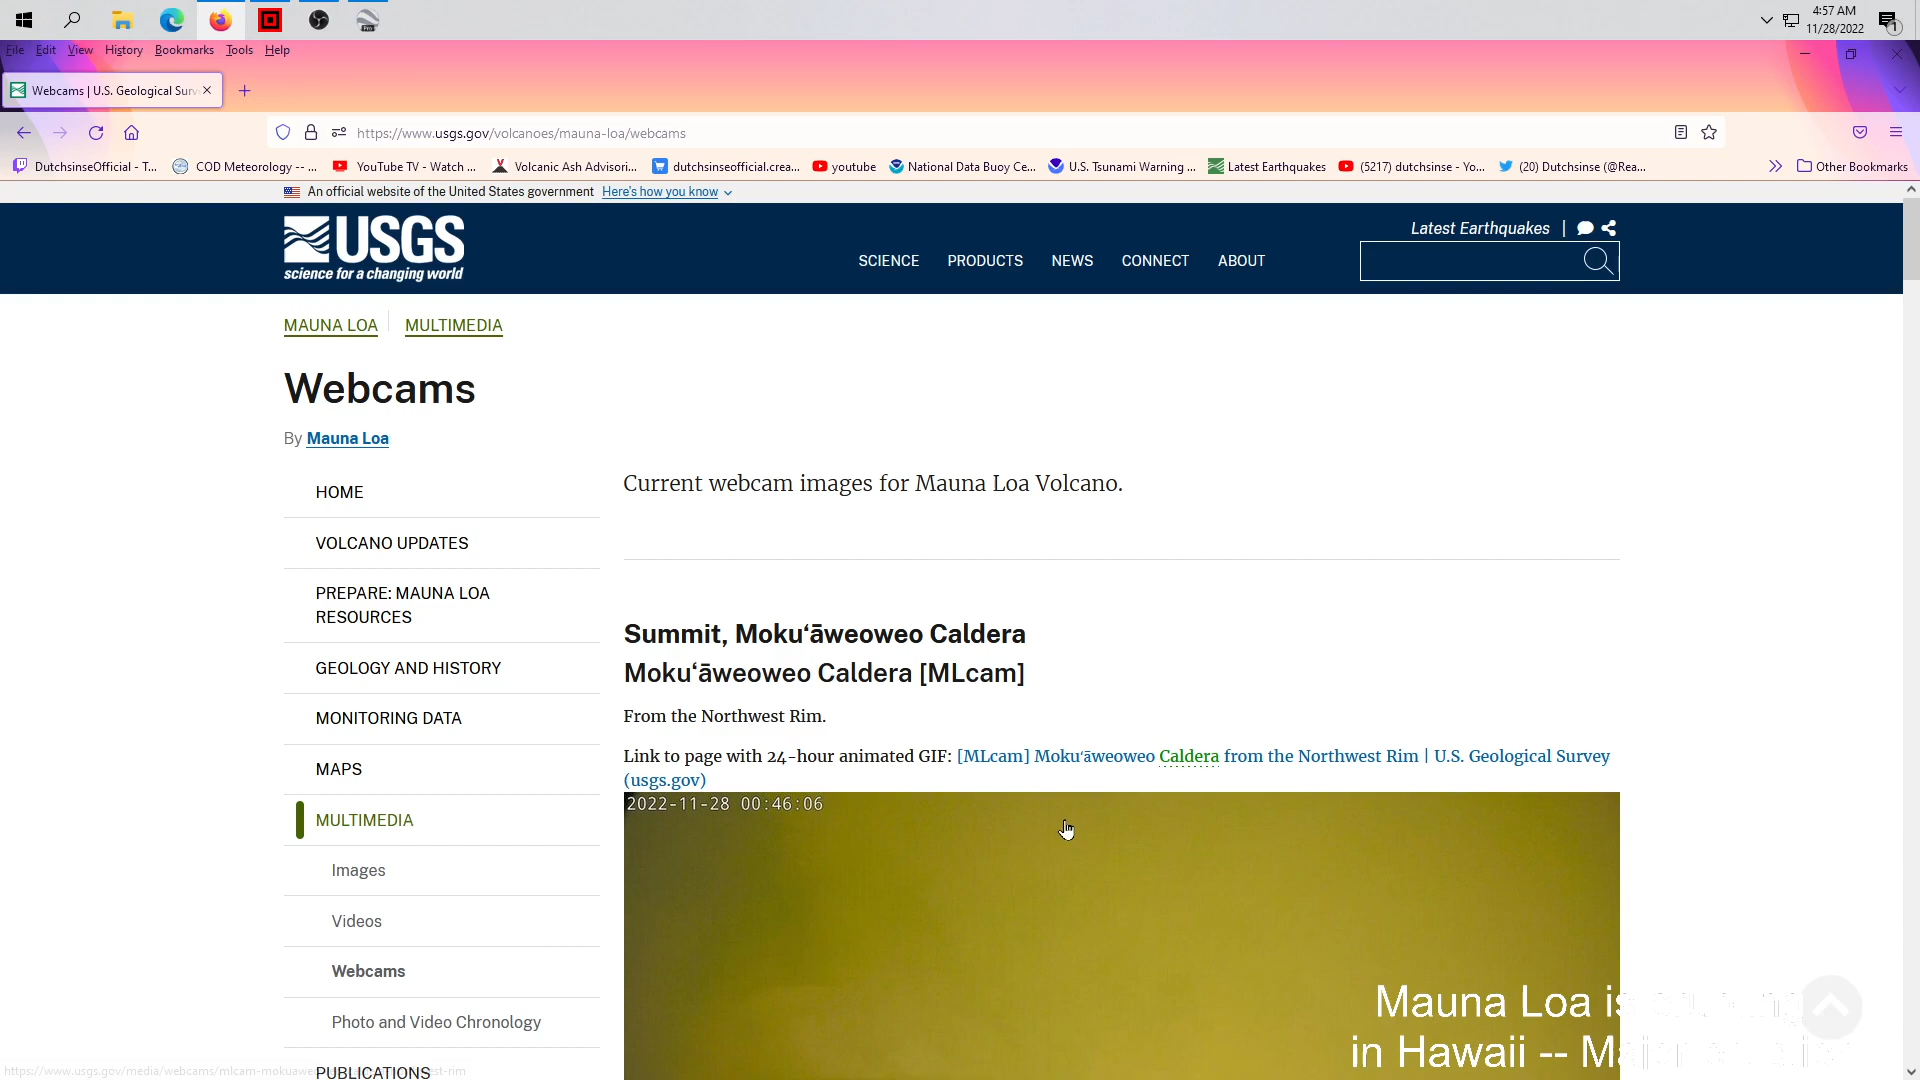 4:57 AM
11/28/2022
1
File Edit View History Bookmarks Tools Help
Webcams | U.S. Geological Surv
https://www.usgs.gov/volcanoes/mauna-loa/webcams
DutchsinseOfficial - T... COD Meteorology -- ... YouTube TV - Watch ... Volcanic Ash Advisori... dutchsinseofficial.crea... youtube National Data Buoy Ce... U.S. Tsunami Warning ... Latest Earthquakes (5217) dutchsinse - Yo... (20) Dutchsinse (@Rea... Other Bookmarks
An official website of the United States government Here's how you know
USGS
science for a changing world
Latest Earthquakes
SCIENCE PRODUCTS NEWS CONNECT ABOUT
MAUNA LOA MULTIMEDIA
Webcams
By Mauna Loa
HOME
VOLCANO UPDATES
PREPARE: MAUNA LOA
RESOURCES
GEOLOGY AND HISTORY
MONITORING DATA
MAPS
MULTIMEDIA
Images
Videos
Webcams
Photo and Video Chronology
PUBLICATIONS
Current webcam images for Mauna Loa Volcano.
Summit, Mokuʻāweoweo Caldera
Mokuʻāweoweo Caldera [MLcam]
From the Northwest Rim.
Link to page with 24-hour animated GIF: [MLcam] Mokuʻāweoweo Caldera from the Northwest Rim | U.S. Geological Survey
(usgs.gov)
2022-11-28 00:46:06
Mauna Loa is
in Hawaii --